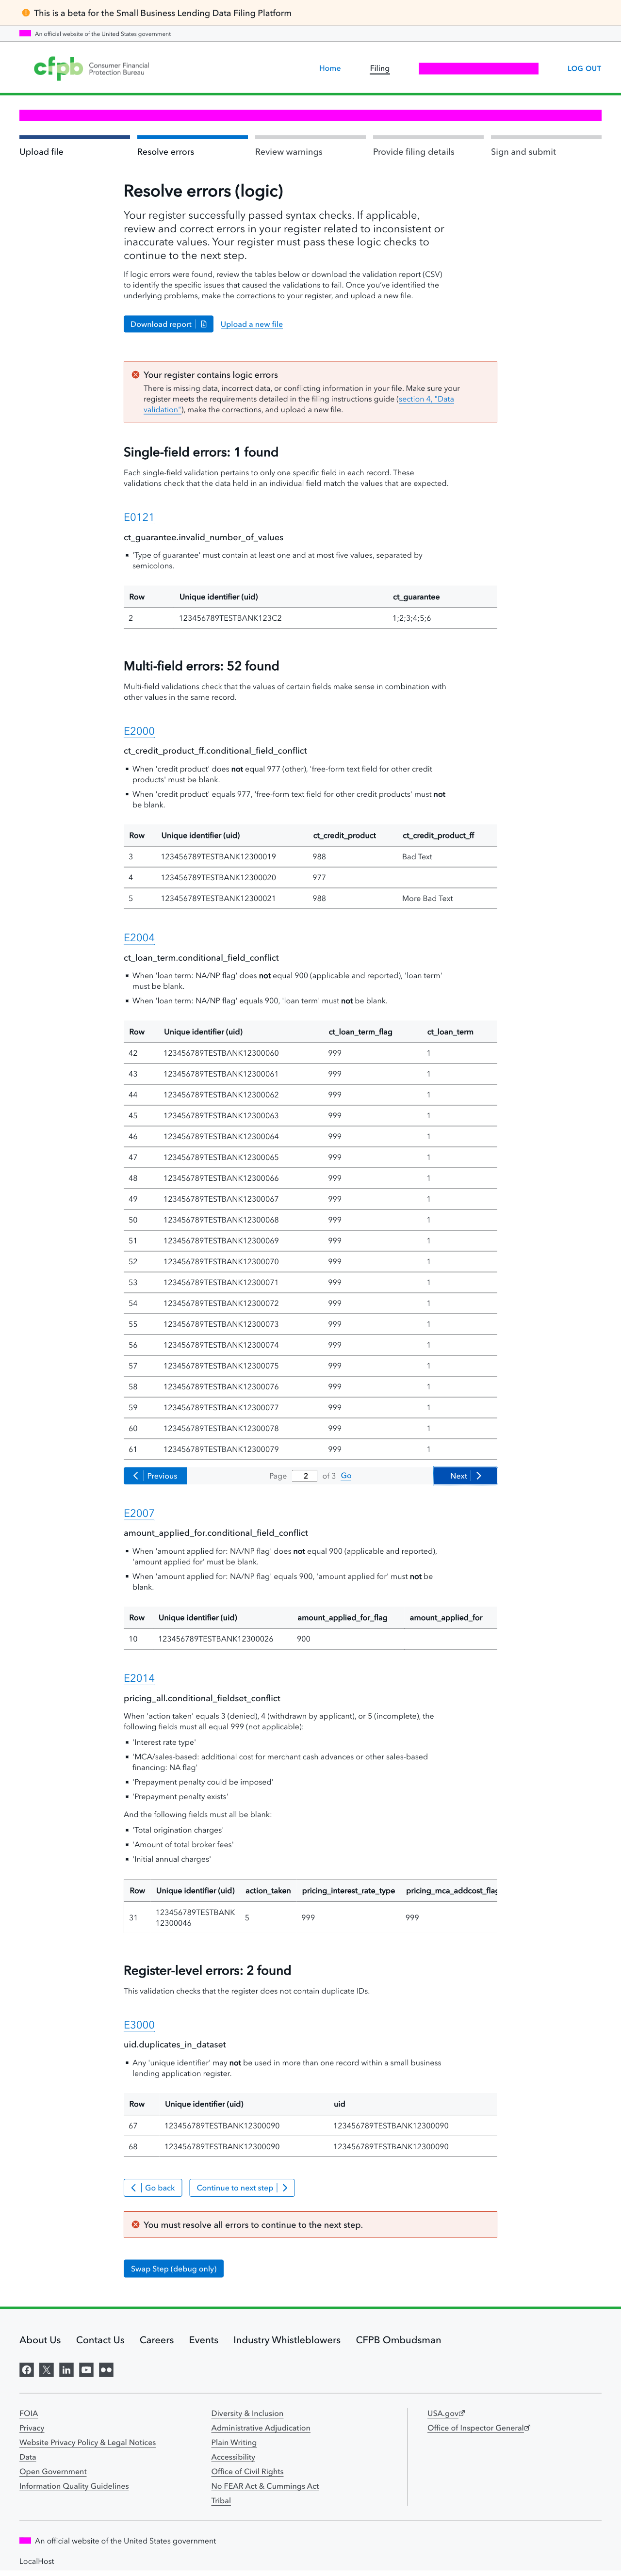 This is a beta for the Small Business Lending Data Filing Platform
An official website of the United States government
cfpb Consumer Financial
Protection Bureau
Home Filing LOG OUT
Upload file Resolve errors Review warnings Provide filing details Sign and submit
Resolve errors (logic)
Your register successfully passed syntax checks. If applicable,
review and correct errors in your register related to inconsistent or
inaccurate values. Your register must pass these logic checks to
continue to the next step.
If logic errors were found, review the tables below or download the validation report (CSV)
to identify the specific issues that caused the validations to fail. Once you've identified the
underlying problems, make the corrections to your register, and upload a new file.
Download report Upload a new file
Your register contains logic errors
There is missing data, incorrect data, or conflicting information in your file. Make sure your
register meets the requirements detailed in the filing instructions guide (section 4, "Data
validation"), make the corrections, and upload a new file.
Single-field errors: 1 found
Each single-field validation pertains to only one specific field in each record. These
validations check that the data held in an individual field match the values that are expected.
E0121
ct_guarantee.invalid_number_of_values
'Type of guarantee' must contain at least one and at most five values, separated by
semicolons.
Row Unique identifier (uid) ct_guarantee
2 123456789TESTBANK123C2 1;2;3;4;5;6
Multi-field errors: 52 found
Multi-field validations check that the values of certain fields make sense in combination with
other values in the same record.
E2000
ct_credit_product_ff.conditional_field_conflict
When 'credit product' does not equal 977 (other), 'free-form text field for other credit
products' must be blank.
When 'credit product' equals 977, 'free-form text field for other credit products' must not
be blank.
Row Unique identifier (uid) ct_credit_product ct_credit_product_ff
3 123456789TESTBANK12300019 988 Bad Text
4 123456789TESTBANK12300020 977
5 123456789TESTBANK12300021 988 More Bad Text
E2004
ct_loan_term.conditional_field_conflict
When 'loan term: NA/NP flag' does not equal 900 (applicable and reported), 'loan term'
must be blank.
When 'loan term: NA/NP flag' equals 900, 'loan term' must not be blank.
Row Unique identifier (uid) ct_loan_term_flag ct_loan_term
42 123456789TESTBANK12300060 999 1
43 123456789TESTBANK12300061 999 1
44 123456789TESTBANK12300062 999 1
45 123456789TESTBANK12300063 999 1
46 123456789TESTBANK12300064 999 1
47 123456789TESTBANK12300065 999 1
48 123456789TESTBANK12300066 999 1
49 123456789TESTBANK12300067 999 1
50 123456789TESTBANK12300068 999 1
51 123456789TESTBANK12300069 999 1
52 123456789TESTBANK12300070 999 1
53 123456789TESTBANK12300071 999 1
54 123456789TESTBANK12300072 999 1
55 123456789TESTBANK12300073 999 1
56 123456789TESTBANK12300074 999 1
57 123456789TESTBANK12300075 999 1
58 123456789TESTBANK12300076 999 1
59 123456789TESTBANK12300077 999 1
60 123456789TESTBANK12300078 999 1
61 123456789TESTBANK12300079 999 1
Previous Page 2 of 3 Go Next
E2007
amount_applied_for.conditional_field_conflict
When 'amount applied for: NA/NP flag' does not equal 900 (applicable and reported),
'amount applied for' must be blank.
When 'amount applied for: NA/NP flag' equals 900, 'amount applied for' must not be
blank.
Row Unique identifier (uid) amount_applied_for_flag amount_applied_for
10 123456789TESTBANK12300026 900
E2014
pricing_all.conditional_fieldset_conflict
When 'action taken' equals 3 (denied), 4 (withdrawn by applicant), or 5 (incomplete), the
following fields must all equal 999 (not applicable):
'Interest rate type'
'MCA/sales-based: additional cost for merchant cash advances or other sales-based
financing: NA flag'
'Prepayment penalty could be imposed'
'Prepayment penalty exists'
And the following fields must all be blank:
'Total origination charges'
'Amount of total broker fees'
'Initial annual charges'
Row Unique identifier (uid) action_taken pricing_interest_rate_type pricing_mca_addcost_flag
31 123456789TESTBANK
12300046 5 999 999
Register-level errors: 2 found
This validation checks that the register does not contain duplicate IDs.
E3000
uid.duplicates_in_dataset
Any 'unique identifier' may not be used in more than one record within a small business
lending application register.
Row Unique identifier (uid) uid
67 123456789TESTBANK12300090 123456789TESTBANK12300090
68 123456789TESTBANK12300090 123456789TESTBANK12300090
Go back Continue to next step
You must resolve all errors to continue to the next step.
Swap Step (debug only)
About Us Contact Us Careers Events Industry Whistleblowers CFPB Ombudsman
FOIA
Privacy
Website Privacy Policy & Legal Notices
Data
Open Government
Information Quality Guidelines
Diversity & Inclusion
Administrative Adjudication
Plain Writing
Accessibility
Office of Civil Rights
No FEAR Act & Cummings Act
Tribal
USA.gov
Office of Inspector General
An official website of the United States government
LocalHost